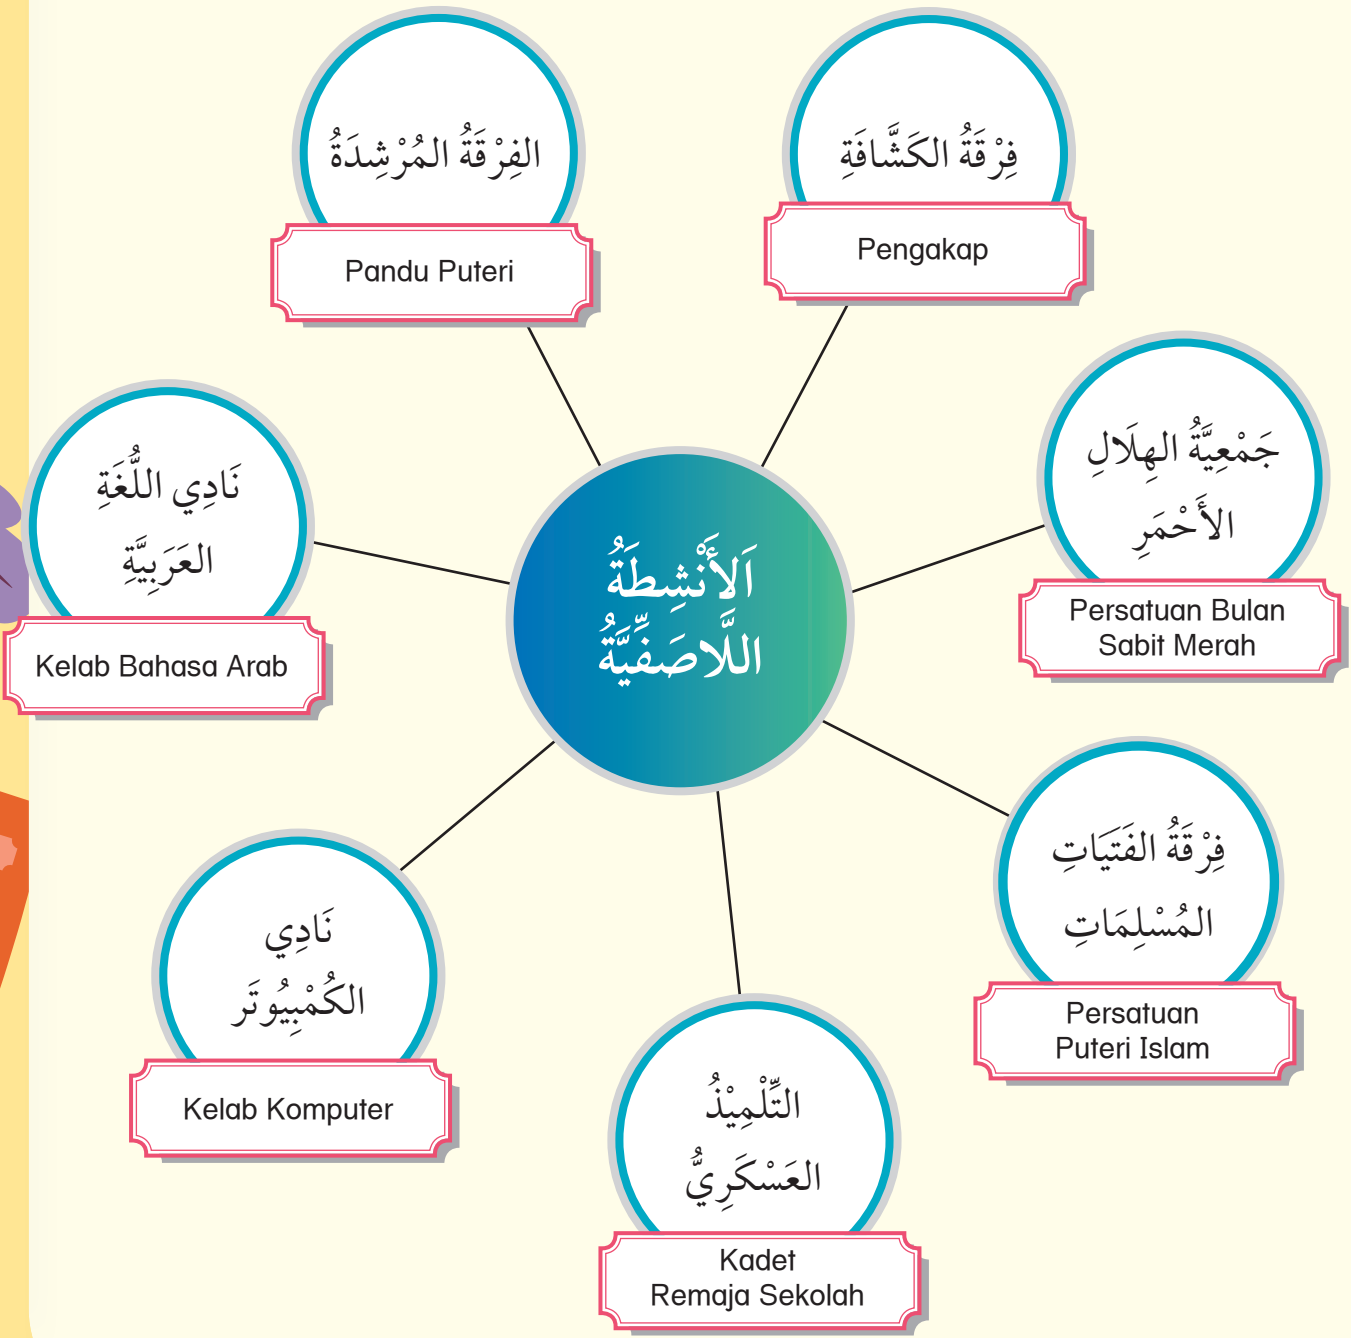 الفِرْقَةُ المُرْشِدَةُ
Pandu Puteri
فِرْقَةُ الكَشَّافَةِ
Pengakap
جَمْعِيَّةُ الهِلَالِ
الأَحْمَرِ
Persatuan Bulan
Sabit Merah
نَادِي اللُّغَةِ
العَرَبِيَّةِ
Kelab Bahasa Arab
اَلأَنْشِطَةُ
اللَّاصَفِّيَّةُ
فِرْقَةُ الفَتَيَاتِ
المُسْلِمَاتِ
Persatuan
Puteri Islam
نَادِي
الكُمْبِيُوتَر
Kelab Komputer
التِّلْمِيْذُ
العَسْكَرِيُّ
Kadet
Remaja Sekolah